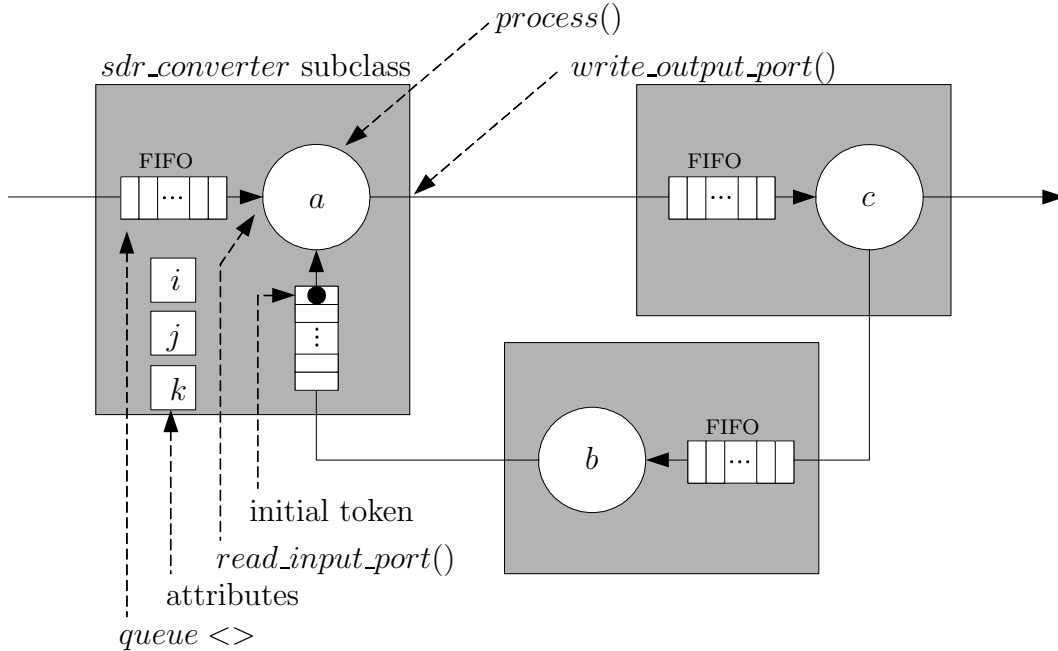 process()
sdr_converter subclass
write_output_port()
FIFO
...
a
FIFO
...
c
i
j
k
...
b
FIFO
...
initial token
read_input_port()
attributes
queue <>